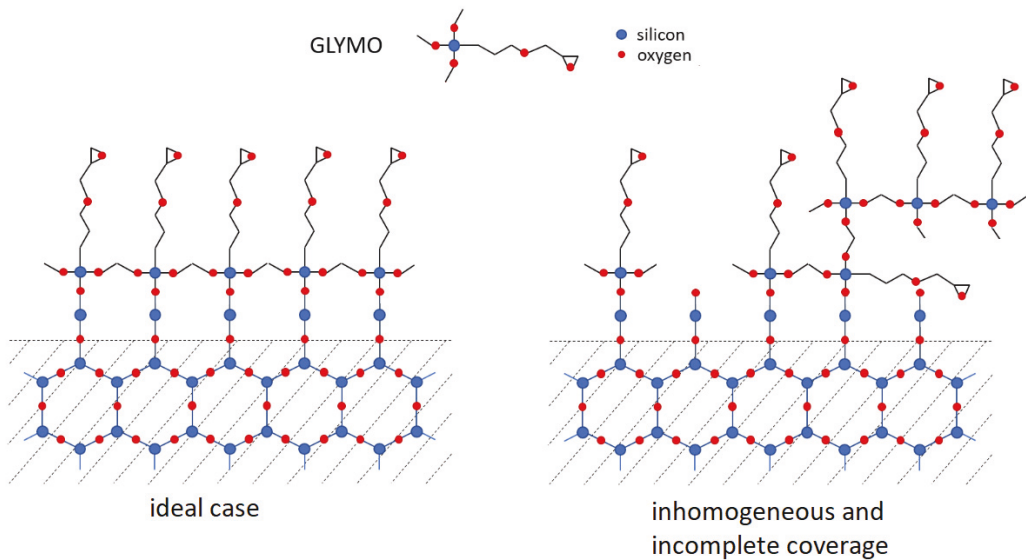 GLYMO
silicon
oxygen
ideal case
inhomogeneous and
incomplete coverage